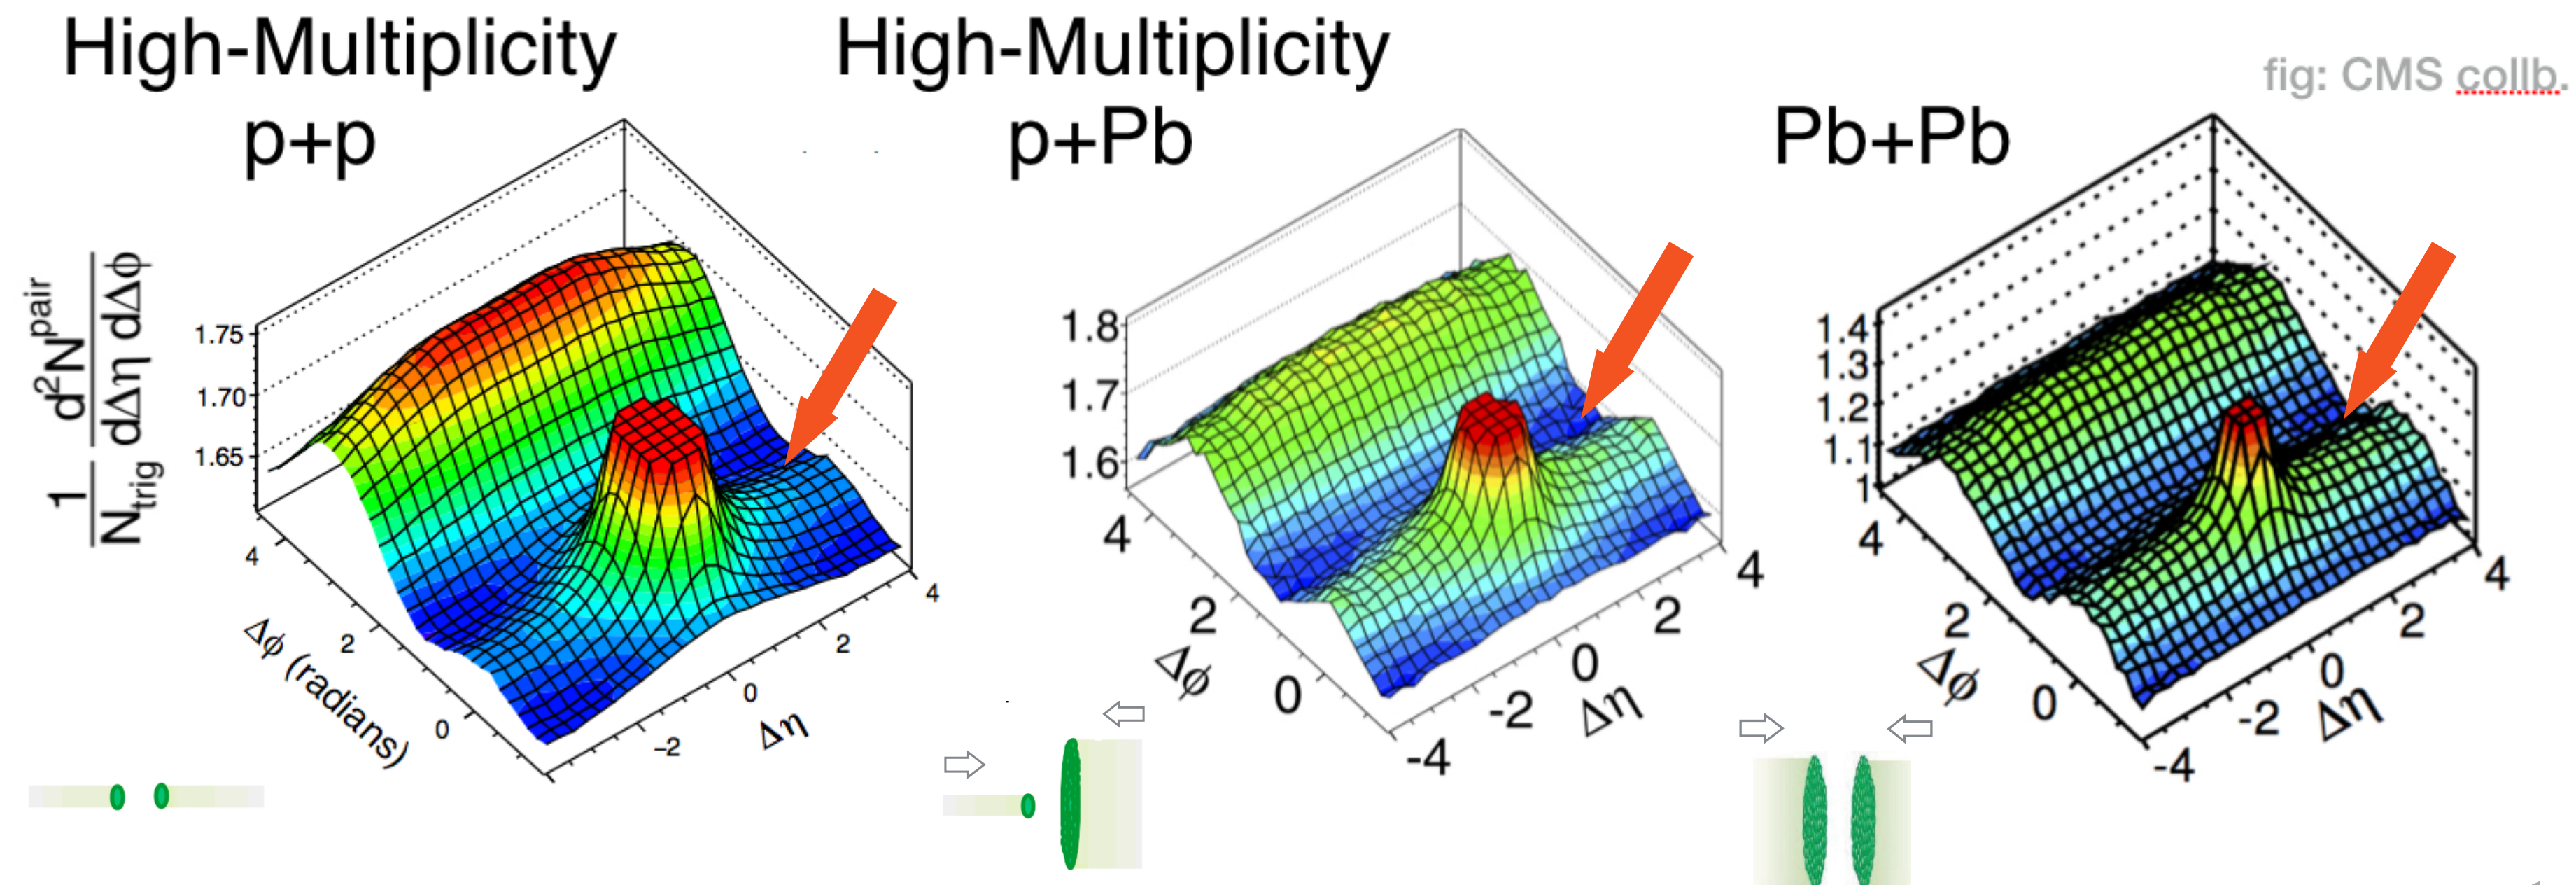 High-Multiplicity
p+p
1/N_trig d²N^pair/dΔη dΔϕ
1.75
1.70
1.65
4
2
0
Δϕ (radians)
−2
0
2
4
Δη
High-Multiplicity
p+Pb
1.8
1.7
1.6
4
2
0
Δϕ
-4
-2
0
2
4
Δη
fig: CMS collb.
Pb+Pb
1.4
1.3
1.2
1.1
1
4
2
0
Δϕ
-4
-2
0
2
4
Δη